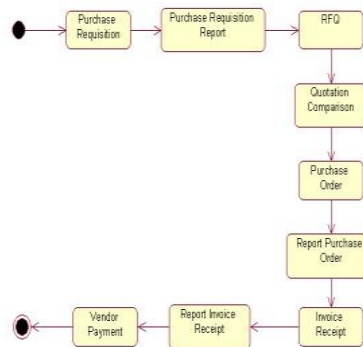 Purchase
Requisition
Purchase Requisition
Report
RFQ
Quotation
Comparison
Purchase
Order
Report Purchase
Order
Invoice
Receipt
Report Invoice
Receipt
Vendor
Payment